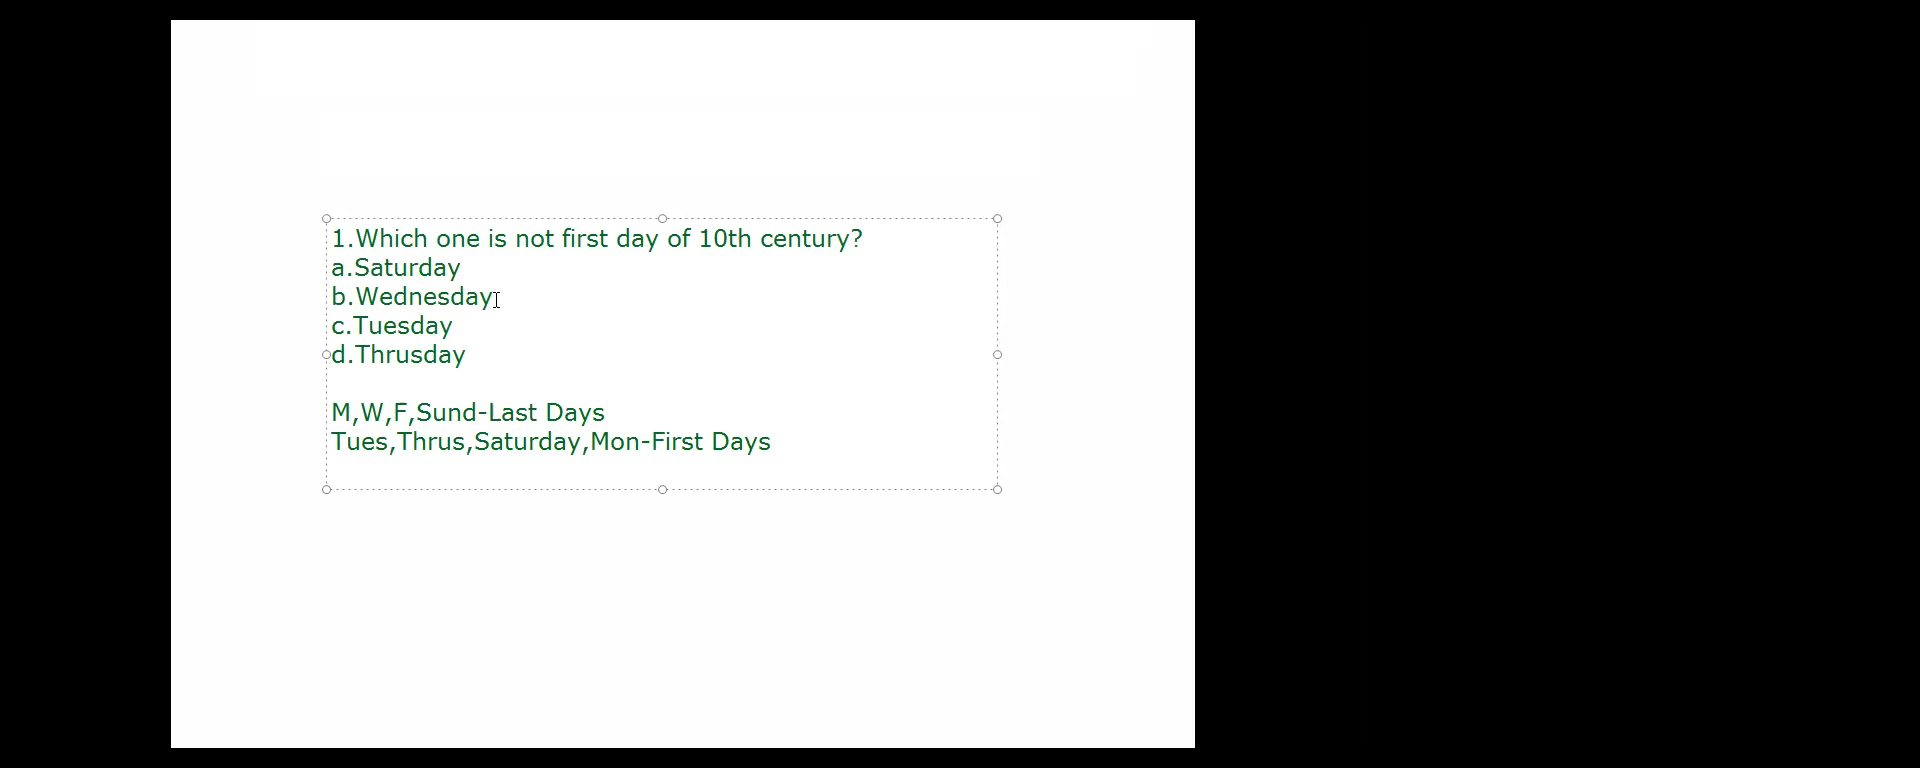 1.Which one is not first day of 10th century?
a.Saturday
b.Wednesday
c.Tuesday
d.Thrusday
M,W,F,Sund-Last Days
Tues,Thrus,Saturday,Mon-First Days